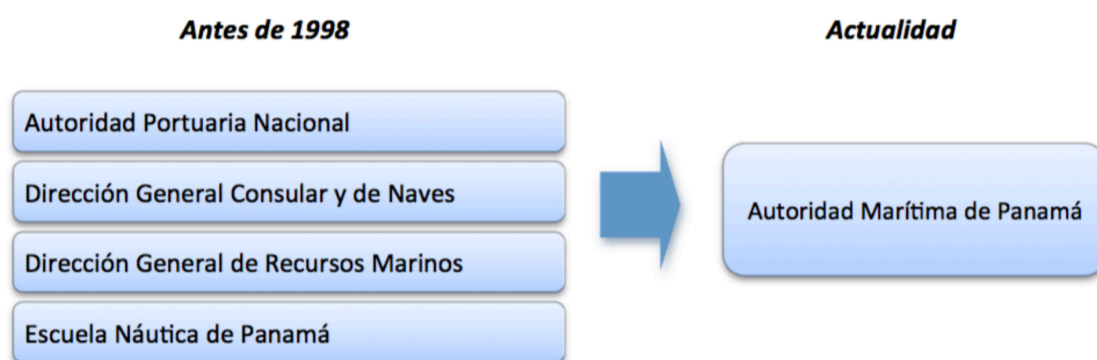 Antes de 1998
Actualidad
Autoridad Portuaria Nacional
Dirección General Consular y de Naves
Dirección General de Recursos Marinos
Escuela Náutica de Panamá
Autoridad Marítima de Panamá